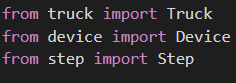 from truck import Truck
from device import Device
from step import Step